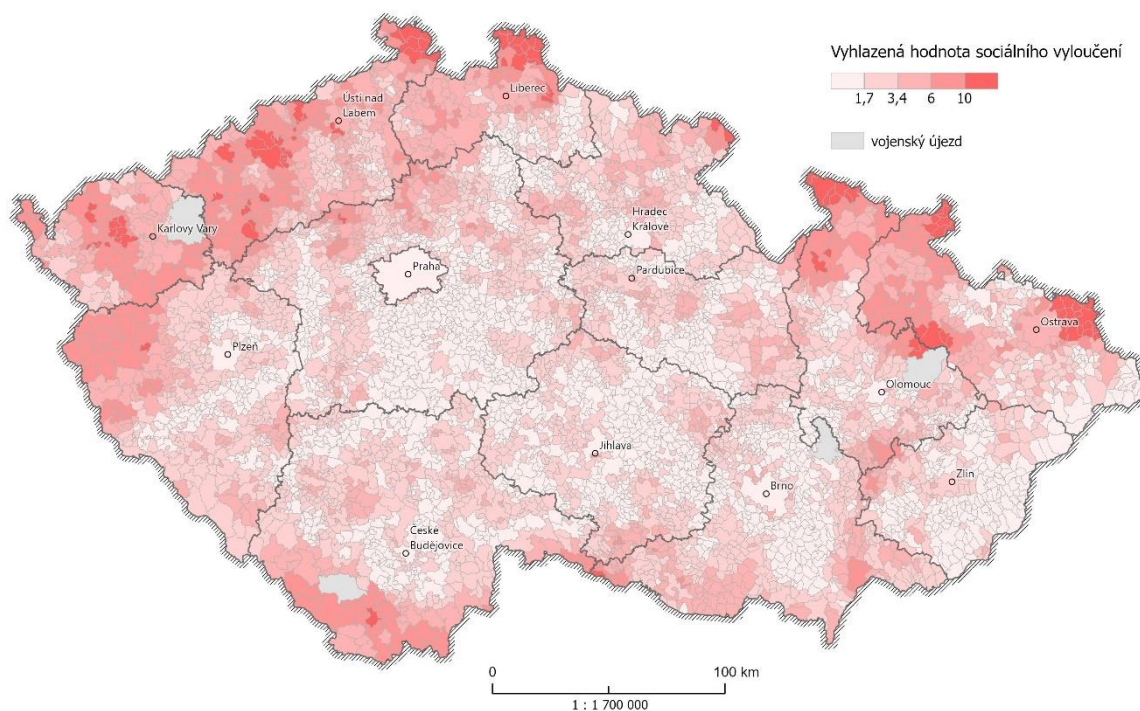 Vyhlazená hodnota sociálního vyloučení
1,7 3,4 6 10
vojenský újezd
Liberec
Ústí nad
Labem
Karlovy Vary
Hradec
Králové
Praha
Pardubice
Plzeň
Ostrava
Olomouc
Jihlava
Zlín
Brno
České
Budějovice
0 100 km
1 : 1 700 000